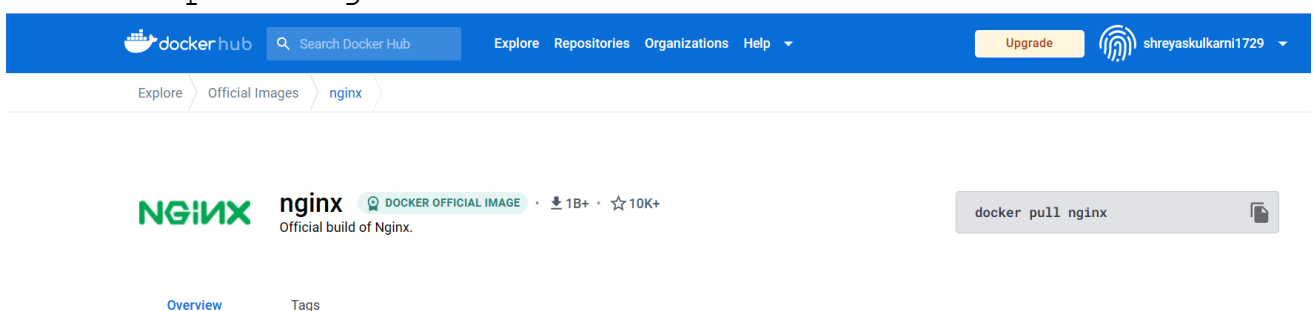 dockerhub Search Docker Hub Explore Repositories Organizations Help Upgrade shreyaskulkarni1729
Explore Official Images nginx
NGINX nginx DOCKER OFFICIAL IMAGE · 1B+ · 10K+
Official build of Nginx.
docker pull nginx
Overview Tags